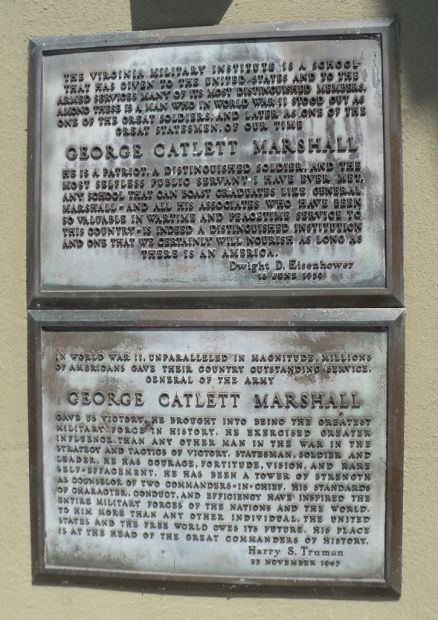 THE VIRGINIA MILITARY INSTITUTE IS A SCHOOL
THAT HAS GIVEN TO THE UNITED STATES AND TO THE
ARMED SERVICES MANY OF ITS MOST DISTINGUISHED MEMBERS.
AMONG THESE IS A MAN WHO IN WORLD WAR II STOOD OUT AS
ONE OF THE GREAT SOLDIERS, AND LATER AS ONE OF THE
GREAT STATESMEN, OF OUR TIME
GEORGE CATLETT MARSHALL
HE IS A PATRIOT, A DISTINGUISHED SOLDIER, AND THE
MOST SELFLESS PUBLIC SERVANT I HAVE EVER MET.
ANY SCHOOL THAT CAN BOAST GRADUATES LIKE GENERAL
MARSHALL - AND ALL HIS ASSOCIATES WHO HAVE BEEN
SO VALUABLE IN WARTIME AND PEACETIME SERVICE TO
THIS COUNTRY - IS INDEED A DISTINGUISHED INSTITUTION
AND ONE THAT WE CERTAINLY WILL NOURISH AS LONG AS
THERE IS AN AMERICA.
Dwight D. Eisenhower
JUNE
IN WORLD WAR II, UNPARALLELED IN MAGNITUDE, MILLIONS
OF AMERICANS GAVE THEIR COUNTRY OUTSTANDING SERVICE.
GENERAL OF THE ARMY
GEORGE CATLETT MARSHALL
GAVE US VICTORY. HE BROUGHT INTO BEING THE GREATEST
MILITARY FORCE IN HISTORY. HE EXERCISED GREATER
INFLUENCE THAN ANY OTHER MAN IN THE WAR IN THE
STRATEGY AND TACTICS OF VICTORY. STATESMAN, SOLDIER AND
LEADER, HE HAS COURAGE, FORTITUDE, VISION, AND RARE
SELF-EFFACEMENT. HE HAS BEEN A TOWER OF STRENGTH
AS COUNSELOR OF TWO COMMANDERS-IN-CHIEF. HIS STANDARDS
OF CHARACTER, CONDUCT, AND EFFICIENCY HAVE INSPIRED THE
ENTIRE MILITARY FORCES OF THE NATIONS AND THE WORLD.
TO HIM MORE THAN ANY OTHER INDIVIDUAL, THE UNITED
STATES AND THE FREE WORLD OWES ITS FUTURE. HIS PLACE
IS AT THE HEAD OF THE GREAT COMMANDERS OF HISTORY.
Harry S. Truman
NOVEMBER 1945